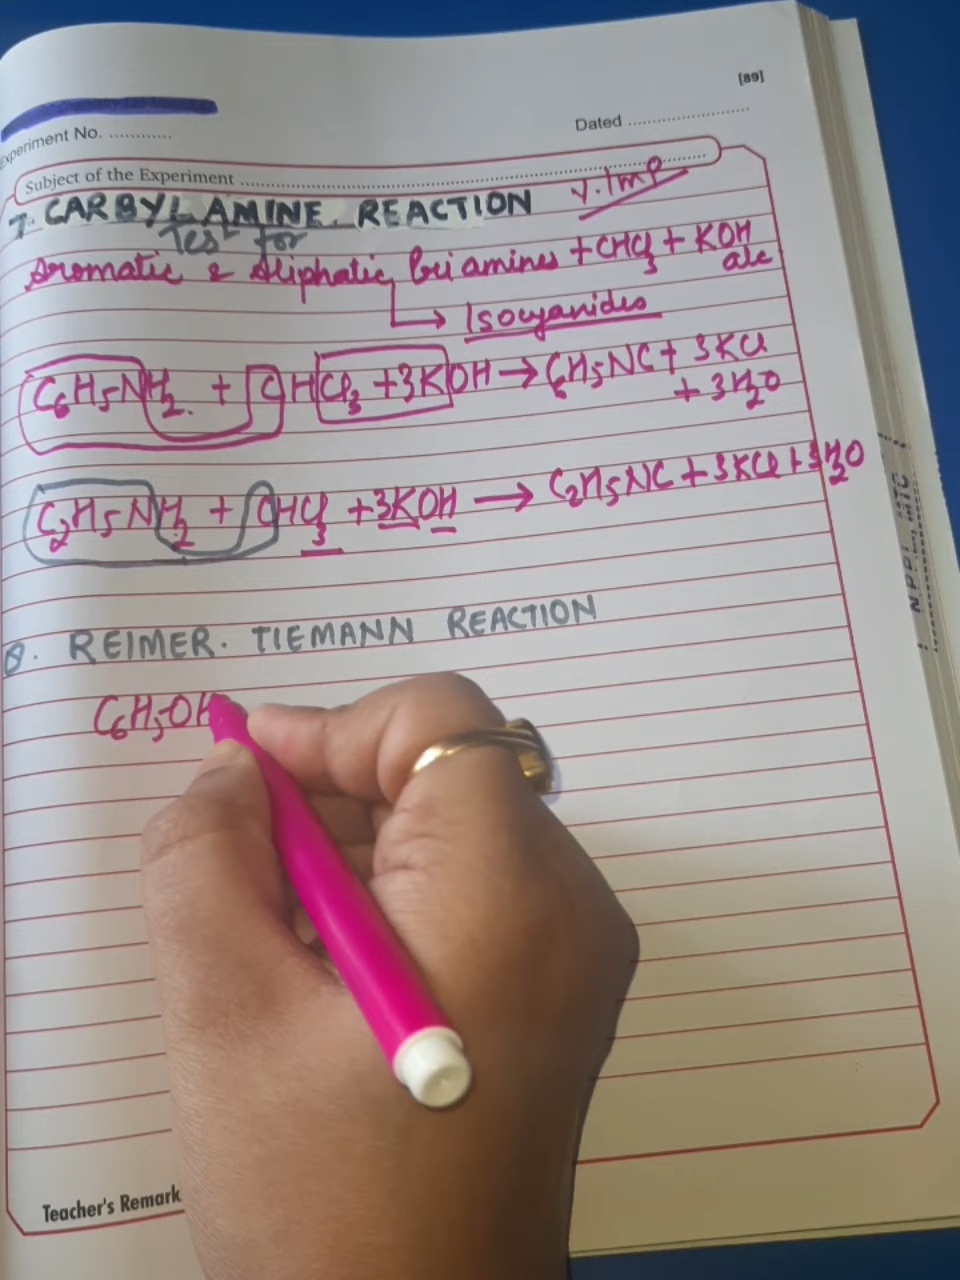 [89]
Experiment No. ............
Dated ........................
Subject of the Experiment ........................
7. CARBYLAMINE REACTION V. Imp
Test for
Aromatic & Aliphatic pri amines + CHCl3 + KOH
alc
→ Isocyanides
C6H5NH2 + CHCl3 + 3KOH → C6H5NC + 3KCl
+ 3H2O
C2H5NH2 + CHCl3 + 3KOH → C2H5NC + 3KCl + 3H2O
8. REIMER. TIEMANN REACTION
C6H5OH
Teacher's Remark